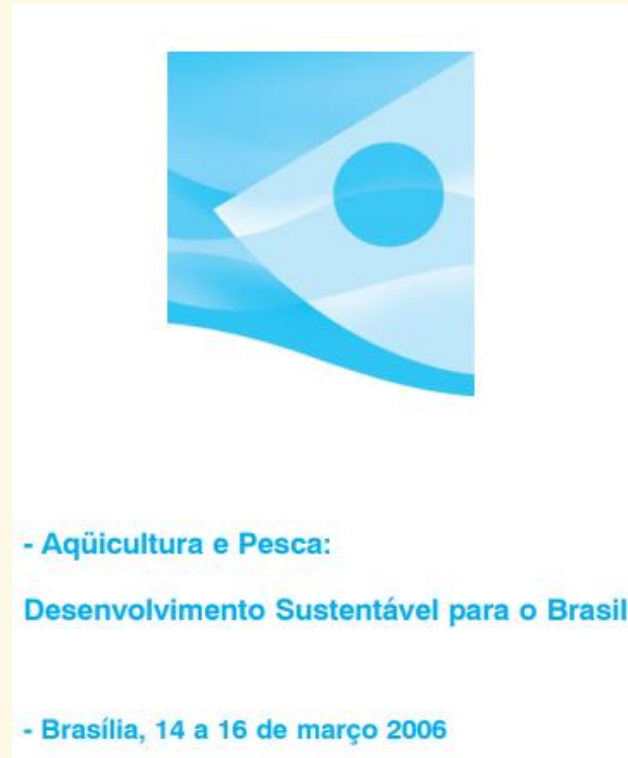 - Aqüicultura e Pesca:
Desenvolvimento Sustentável para o Brasil
- Brasília, 14 a 16 de março 2006